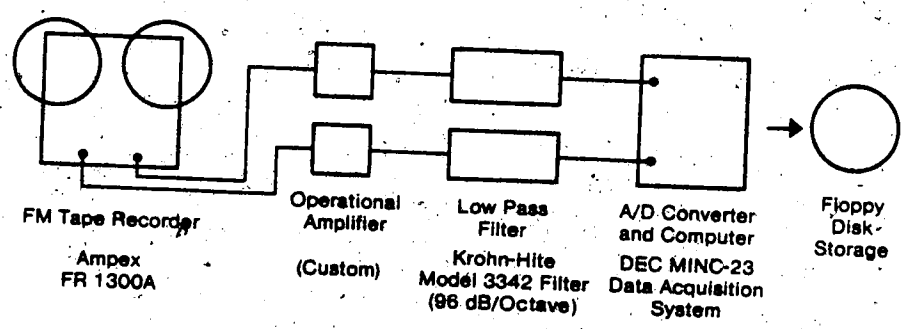 FM Tape Recorder
Ampex
FR 1300A
Operational
Amplifier
(Custom)
Low Pass
Filter
Krohn-Hite
Model 3342 Filter
(96 dB/Octave)
A/D Converter
and Computer
DEC MINC-23
Data Acquisition
System
Floppy
Disk
Storage